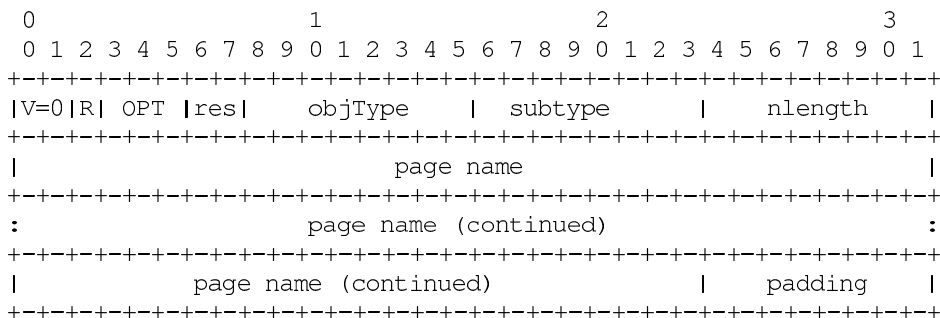 0                   1                   2                   3
 0 1 2 3 4 5 6 7 8 9 0 1 2 3 4 5 6 7 8 9 0 1 2 3 4 5 6 7 8 9 0 1
+-+-+-+-+-+-+-+-+-+-+-+-+-+-+-+-+-+-+-+-+-+-+-+-+-+-+-+-+-+-+-+-+
|V=0|R| OPT |res|    objType    |  subtype      |    nlength    |
+-+-+-+-+-+-+-+-+-+-+-+-+-+-+-+-+-+-+-+-+-+-+-+-+-+-+-+-+-+-+-+-+
|                          page name                            |
+-+-+-+-+-+-+-+-+-+-+-+-+-+-+-+-+-+-+-+-+-+-+-+-+-+-+-+-+-+-+-+-+
:                    page name (continued)                      :
+-+-+-+-+-+-+-+-+-+-+-+-+-+-+-+-+-+-+-+-+-+-+-+-+-+-+-+-+-+-+-+-+
|            page name (continued)              |    padding    |
+-+-+-+-+-+-+-+-+-+-+-+-+-+-+-+-+-+-+-+-+-+-+-+-+-+-+-+-+-+-+-+-+